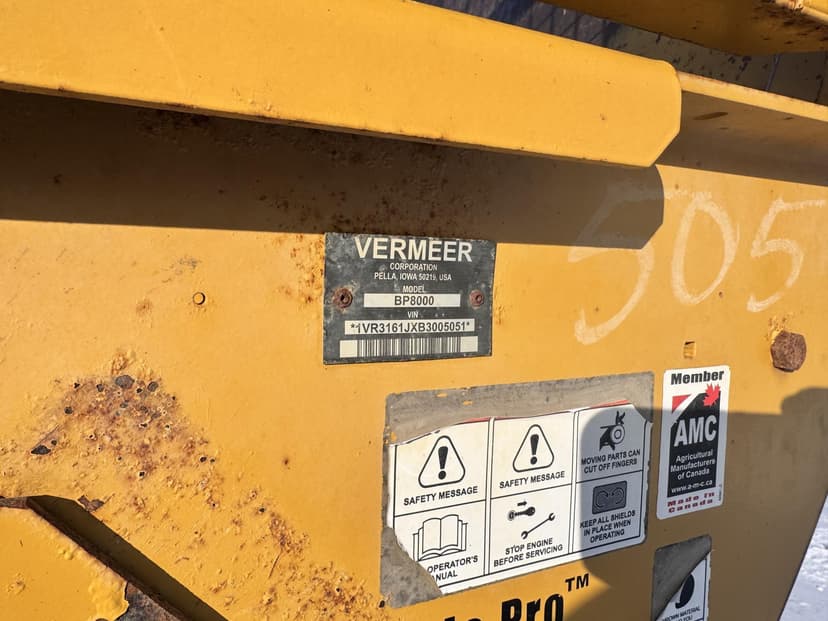 VERMEER
CORPORATION
PELLA, IOWA 50219, USA
MODEL
BP8000
VIN
*1VR3161JXB3005051*
505
Member
AMC
Agricultural
Manufacturers
of Canada
www.a-m-c.ca
Made in
Canada
SAFETY MESSAGE
OPERATOR'S
SAFETY MESSAGE
STOP ENGINE
BEFORE SERVICING
MOVING PARTS CAN
CUT OFF FINGERS
KEEP ALL SHIELDS
IN PLACE WHEN
OPERATING
Pro™